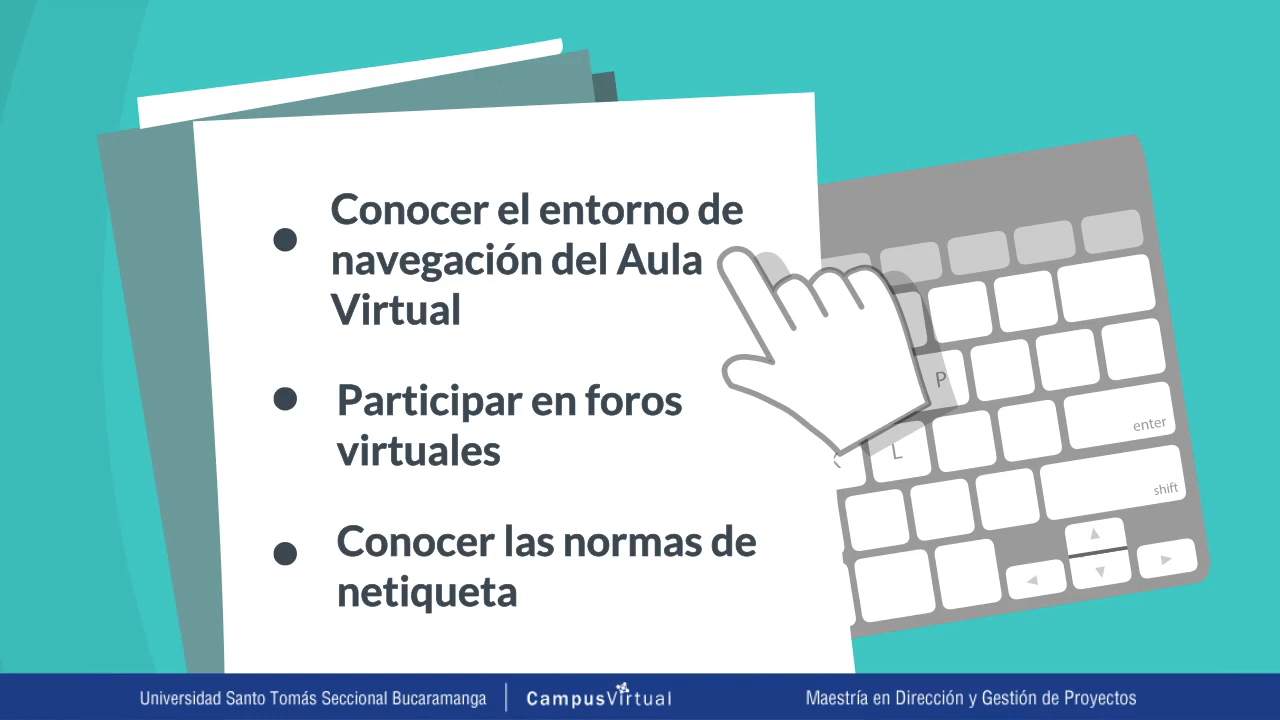 Conocer el entorno de
navegación del Aula
Virtual
Participar en foros
virtuales
Conocer las normas de
netiqueta
P
L
enter
shift
Universidad Santo Tomás Seccional Bucaramanga
CampusVirtual
Maestría en Dirección y Gestión de Proyectos